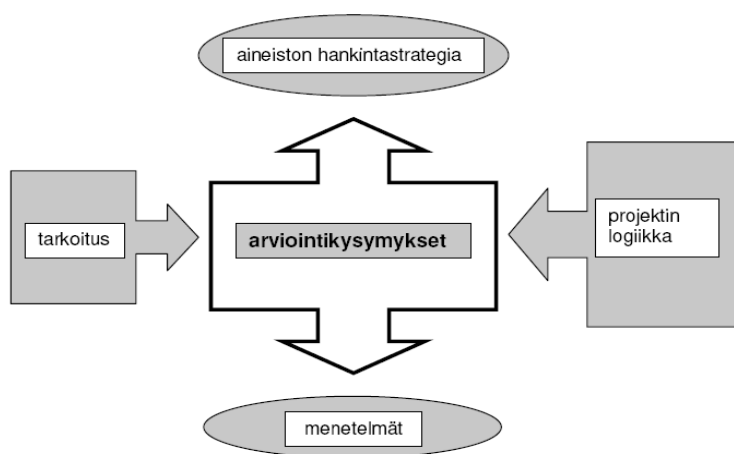 aineiston hankintastrategia
tarkoitus
arviointikysymykset
projektin
logiikka
menetelmät